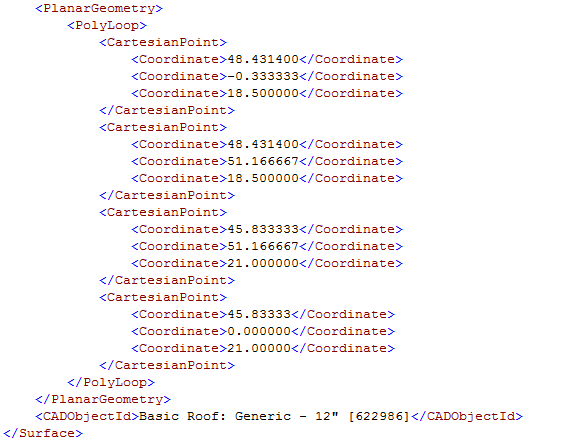 <PlanarGeometry>
<PolyLoop>
<CartesianPoint>
<Coordinate>48.431400</Coordinate>
<Coordinate>-0.333333</Coordinate>
<Coordinate>18.500000</Coordinate>
</CartesianPoint>
<CartesianPoint>
<Coordinate>48.431400</Coordinate>
<Coordinate>51.166667</Coordinate>
<Coordinate>18.500000</Coordinate>
</CartesianPoint>
<CartesianPoint>
<Coordinate>45.833333</Coordinate>
<Coordinate>51.166667</Coordinate>
<Coordinate>21.000000</Coordinate>
</CartesianPoint>
<CartesianPoint>
<Coordinate>45.83333</Coordinate>
<Coordinate>0.000000</Coordinate>
<Coordinate>21.00000</Coordinate>
</CartesianPoint>
</PolyLoop>
</PlanarGeometry>
<CADObjectId>Basic Roof: Generic - 12" [622986]</CADObjectId>
</Surface>